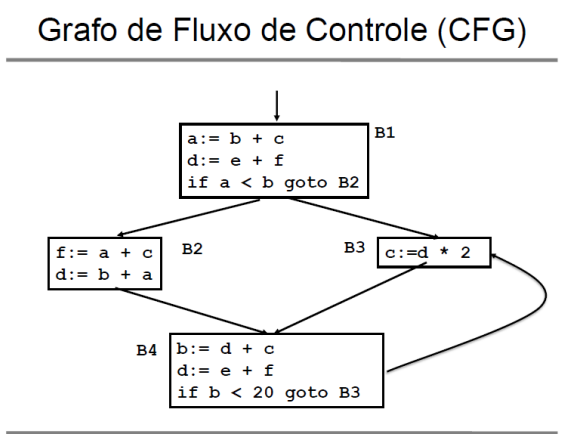 Grafo de Fluxo de Controle (CFG)
B1
a:= b + c
d:= e + f
if a < b goto B2
B2
f:= a + c
d:= b + a
B3
c:=d * 2
B4
b:= d + c
d:= e + f
if b < 20 goto B3